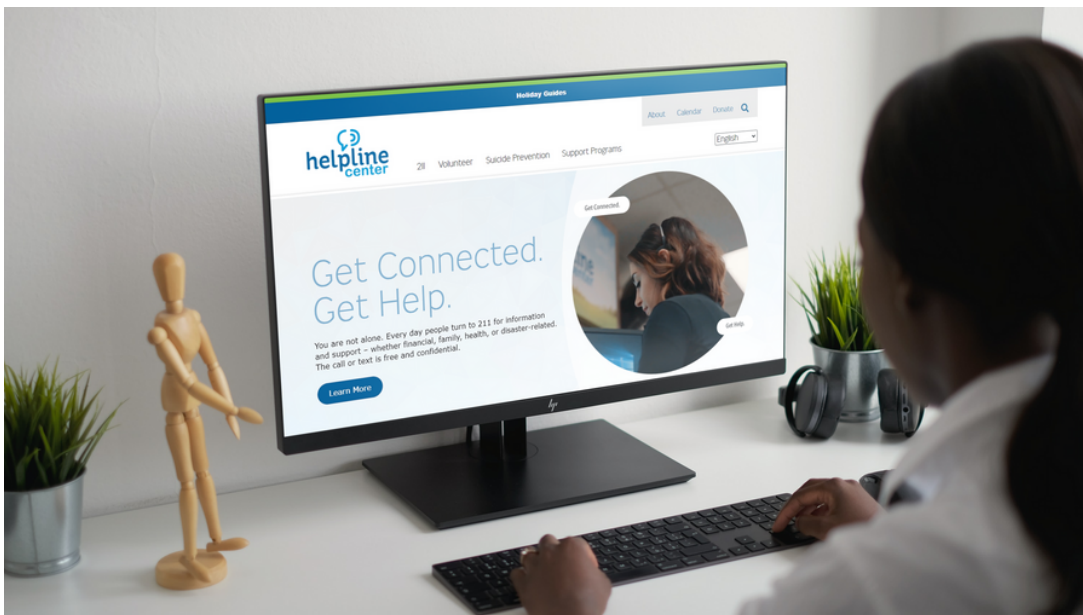 Holiday Guides
About Calendar Donate
English
helpline
center
211 Volunteer Suicide Prevention Support Programs
Get Connected.
Get Help.
You are not alone. Every day people turn to 211 for information
and support – whether financial, family, health, or disaster-related.
The call or text is free and confidential.
Learn More
Get Connected.
Get Help.
hp